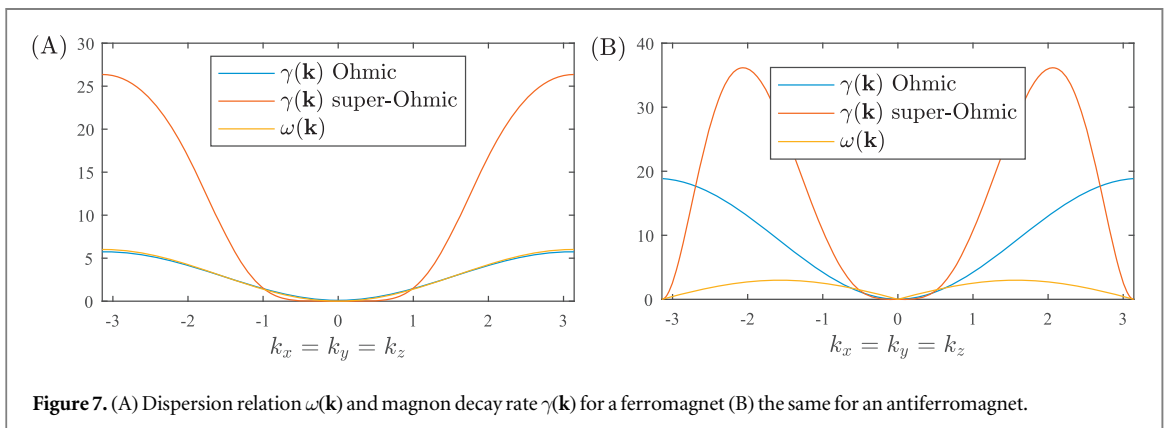 (A)
30
25
20
15
10
5
0
γ(k) Ohmic
γ(k) super-Ohmic
ω(k)
-3 -2 -1 0 1 2 3
k_x = k_y = k_z
(B)
40
30
20
10
0
γ(k) Ohmic
γ(k) super-Ohmic
ω(k)
-3 -2 -1 0 1 2 3
k_x = k_y = k_z
Figure 7. (A) Dispersion relation ω(k) and magnon decay rate γ(k) for a ferromagnet (B) the same for an antiferromagnet.